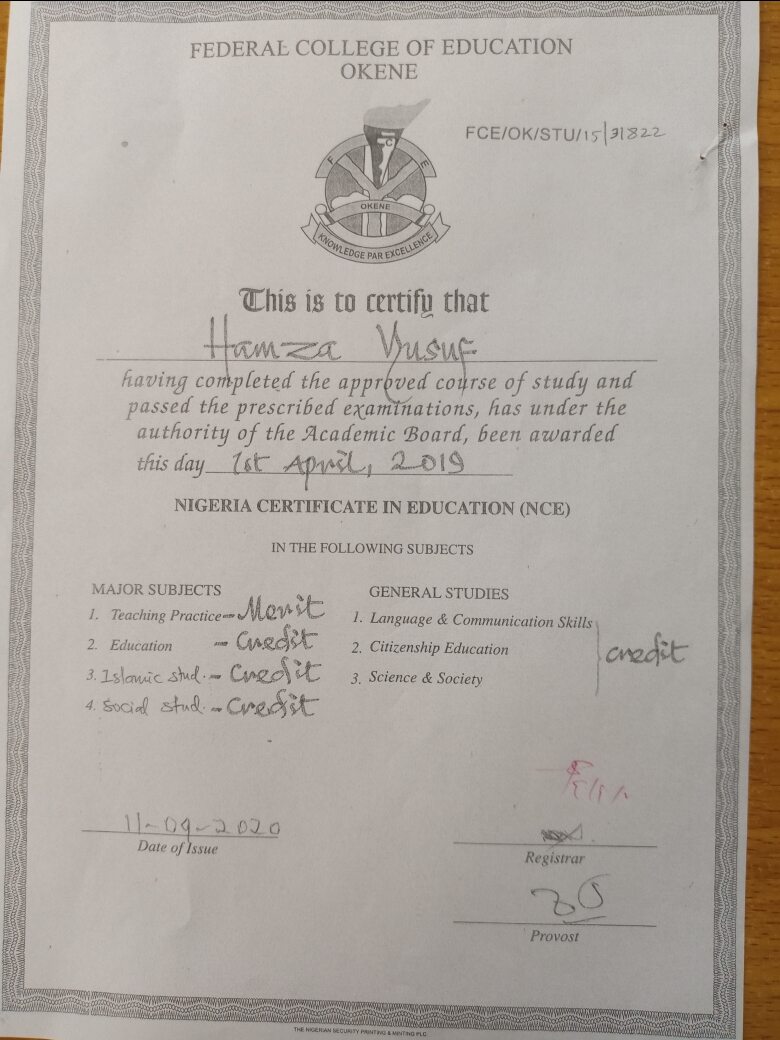 FEDERAL COLLEGE OF EDUCATION
OKENE
FCE/OK/STU/15/31822
F C E
OKENE
KNOWLEDGE PAR EXCELLENCE
This is to certify that
Hamza Yusuf
having completed the approved course of study and
passed the prescribed examinations, has under the
authority of the Academic Board, been awarded
this day 1st April, 2019
NIGERIA CERTIFICATE IN EDUCATION (NCE)
IN THE FOLLOWING SUBJECTS
MAJOR SUBJECTS
1. Teaching Practice - Merit
2. Education - Credit
3. Islamic stud. - Credit
4. Social stud. - Credit
GENERAL STUDIES
1. Language & Communication Skills
2. Citizenship Education
3. Science & Society
credit
11-09-2020
Date of Issue
Registrar
Provost
THE NIGERIAN SECURITY PRINTING & MINTING PLC